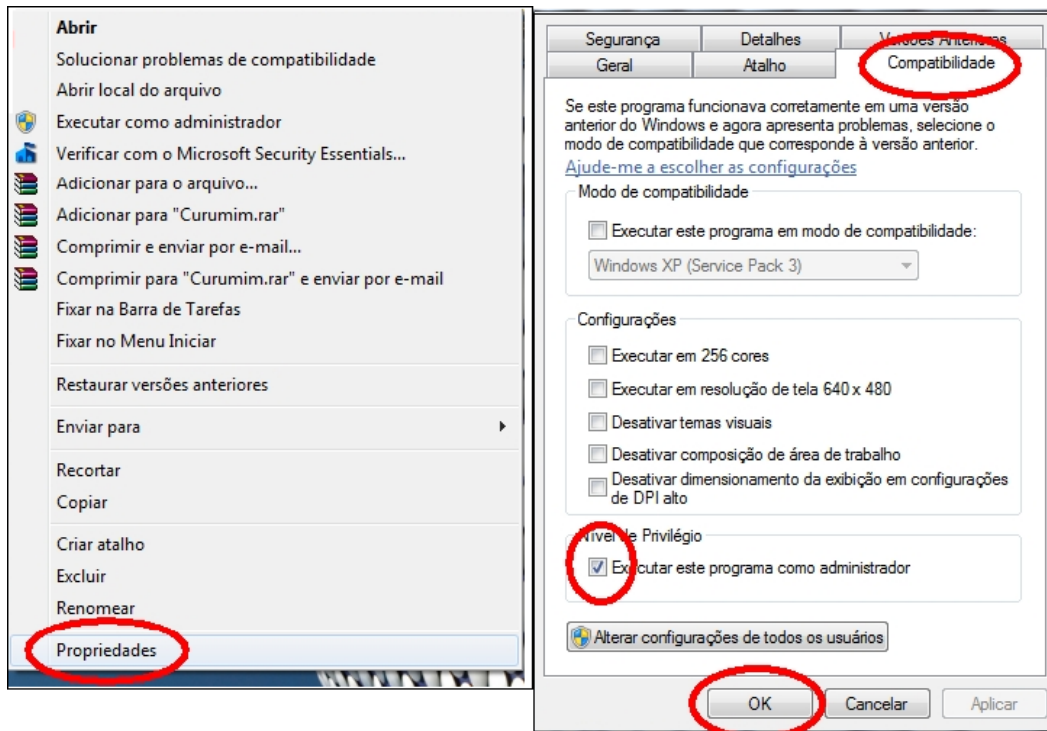 Abrir
Solucionar problemas de compatibilidade
Abrir local do arquivo
Executar como administrador
Verificar com o Microsoft Security Essentials...
Adicionar para o arquivo...
Adicionar para "Curumim.rar"
Comprimir e enviar por e-mail...
Comprimir para "Curumim.rar" e enviar por e-mail
Fixar na Barra de Tarefas
Fixar no Menu Iniciar
Restaurar versões anteriores
Enviar para
Recortar
Copiar
Criar atalho
Excluir
Renomear
Propriedades
Segurança Detalhes Versões Anteriores
Geral Atalho Compatibilidade
Se este programa funcionava corretamente em uma versão
anterior do Windows e agora apresenta problemas, selecione o
modo de compatibilidade que corresponde à versão anterior.
Ajude-me a escolher as configurações
Modo de compatibilidade
Executar este programa em modo de compatibilidade:
Windows XP (Service Pack 3)
Configurações
Executar em 256 cores
Executar em resolução de tela 640 x 480
Desativar temas visuais
Desativar composição de área de trabalho
Desativar dimensionamento da exibição em configurações
de DPI alto
Nível de Privilégio
Executar este programa como administrador
Alterar configurações de todos os usuários
OK Cancelar Aplicar